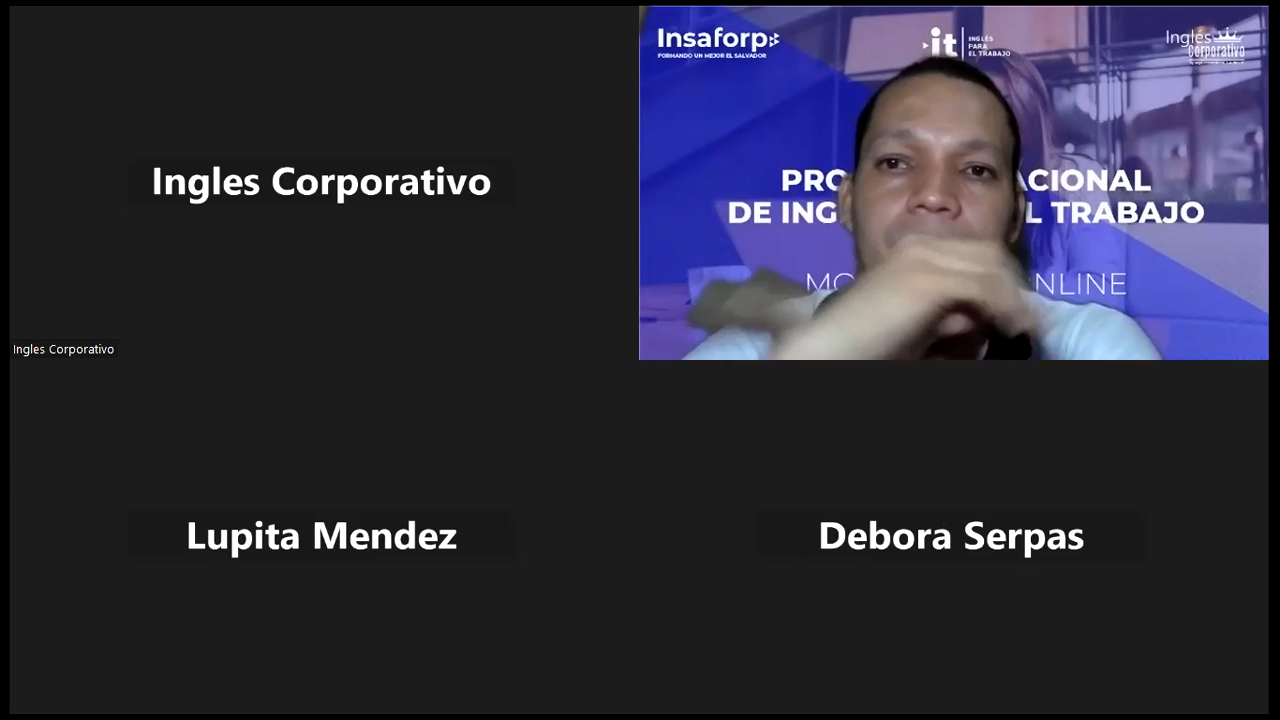 Ingles Corporativo
Ingles Corporativo
Insaforp
FORMANDO UN MEJOR EL SALVADOR
it
INGLÉS
PARA
EL TRABAJO
Inglés
Corporativo
PRO ACIONAL
DE ING L TRABAJO
MO NLINE
Lupita Mendez
Debora Serpas